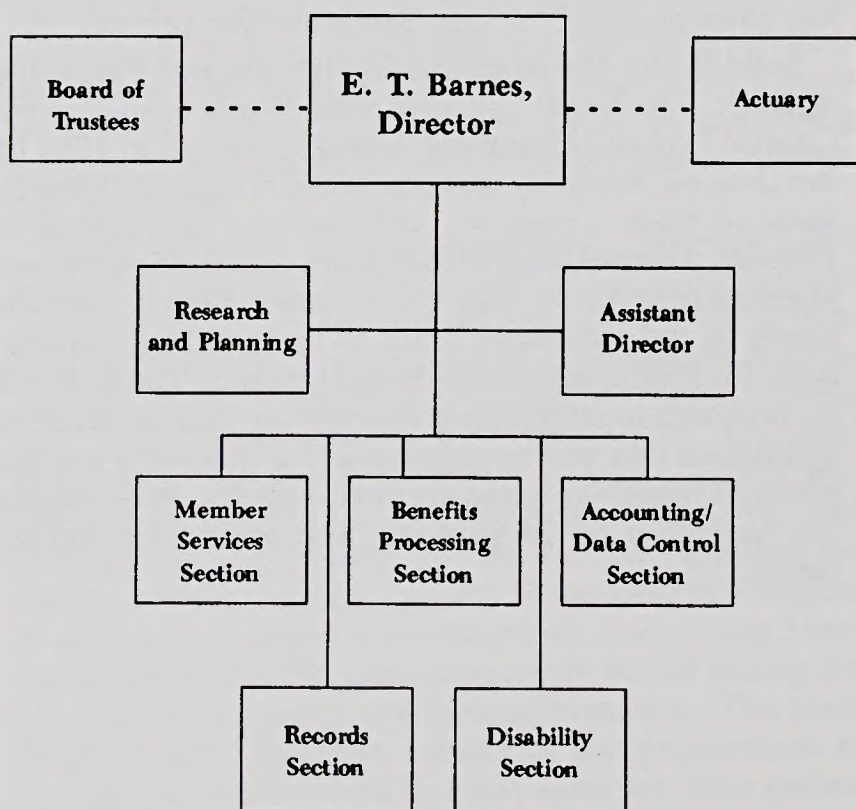 Board of
Trustees
E. T. Barnes,
Director
Actuary
Research
and Planning
Assistant
Director
Member
Services
Section
Benefits
Processing
Section
Accounting/
Data Control
Section
Records
Section
Disability
Section